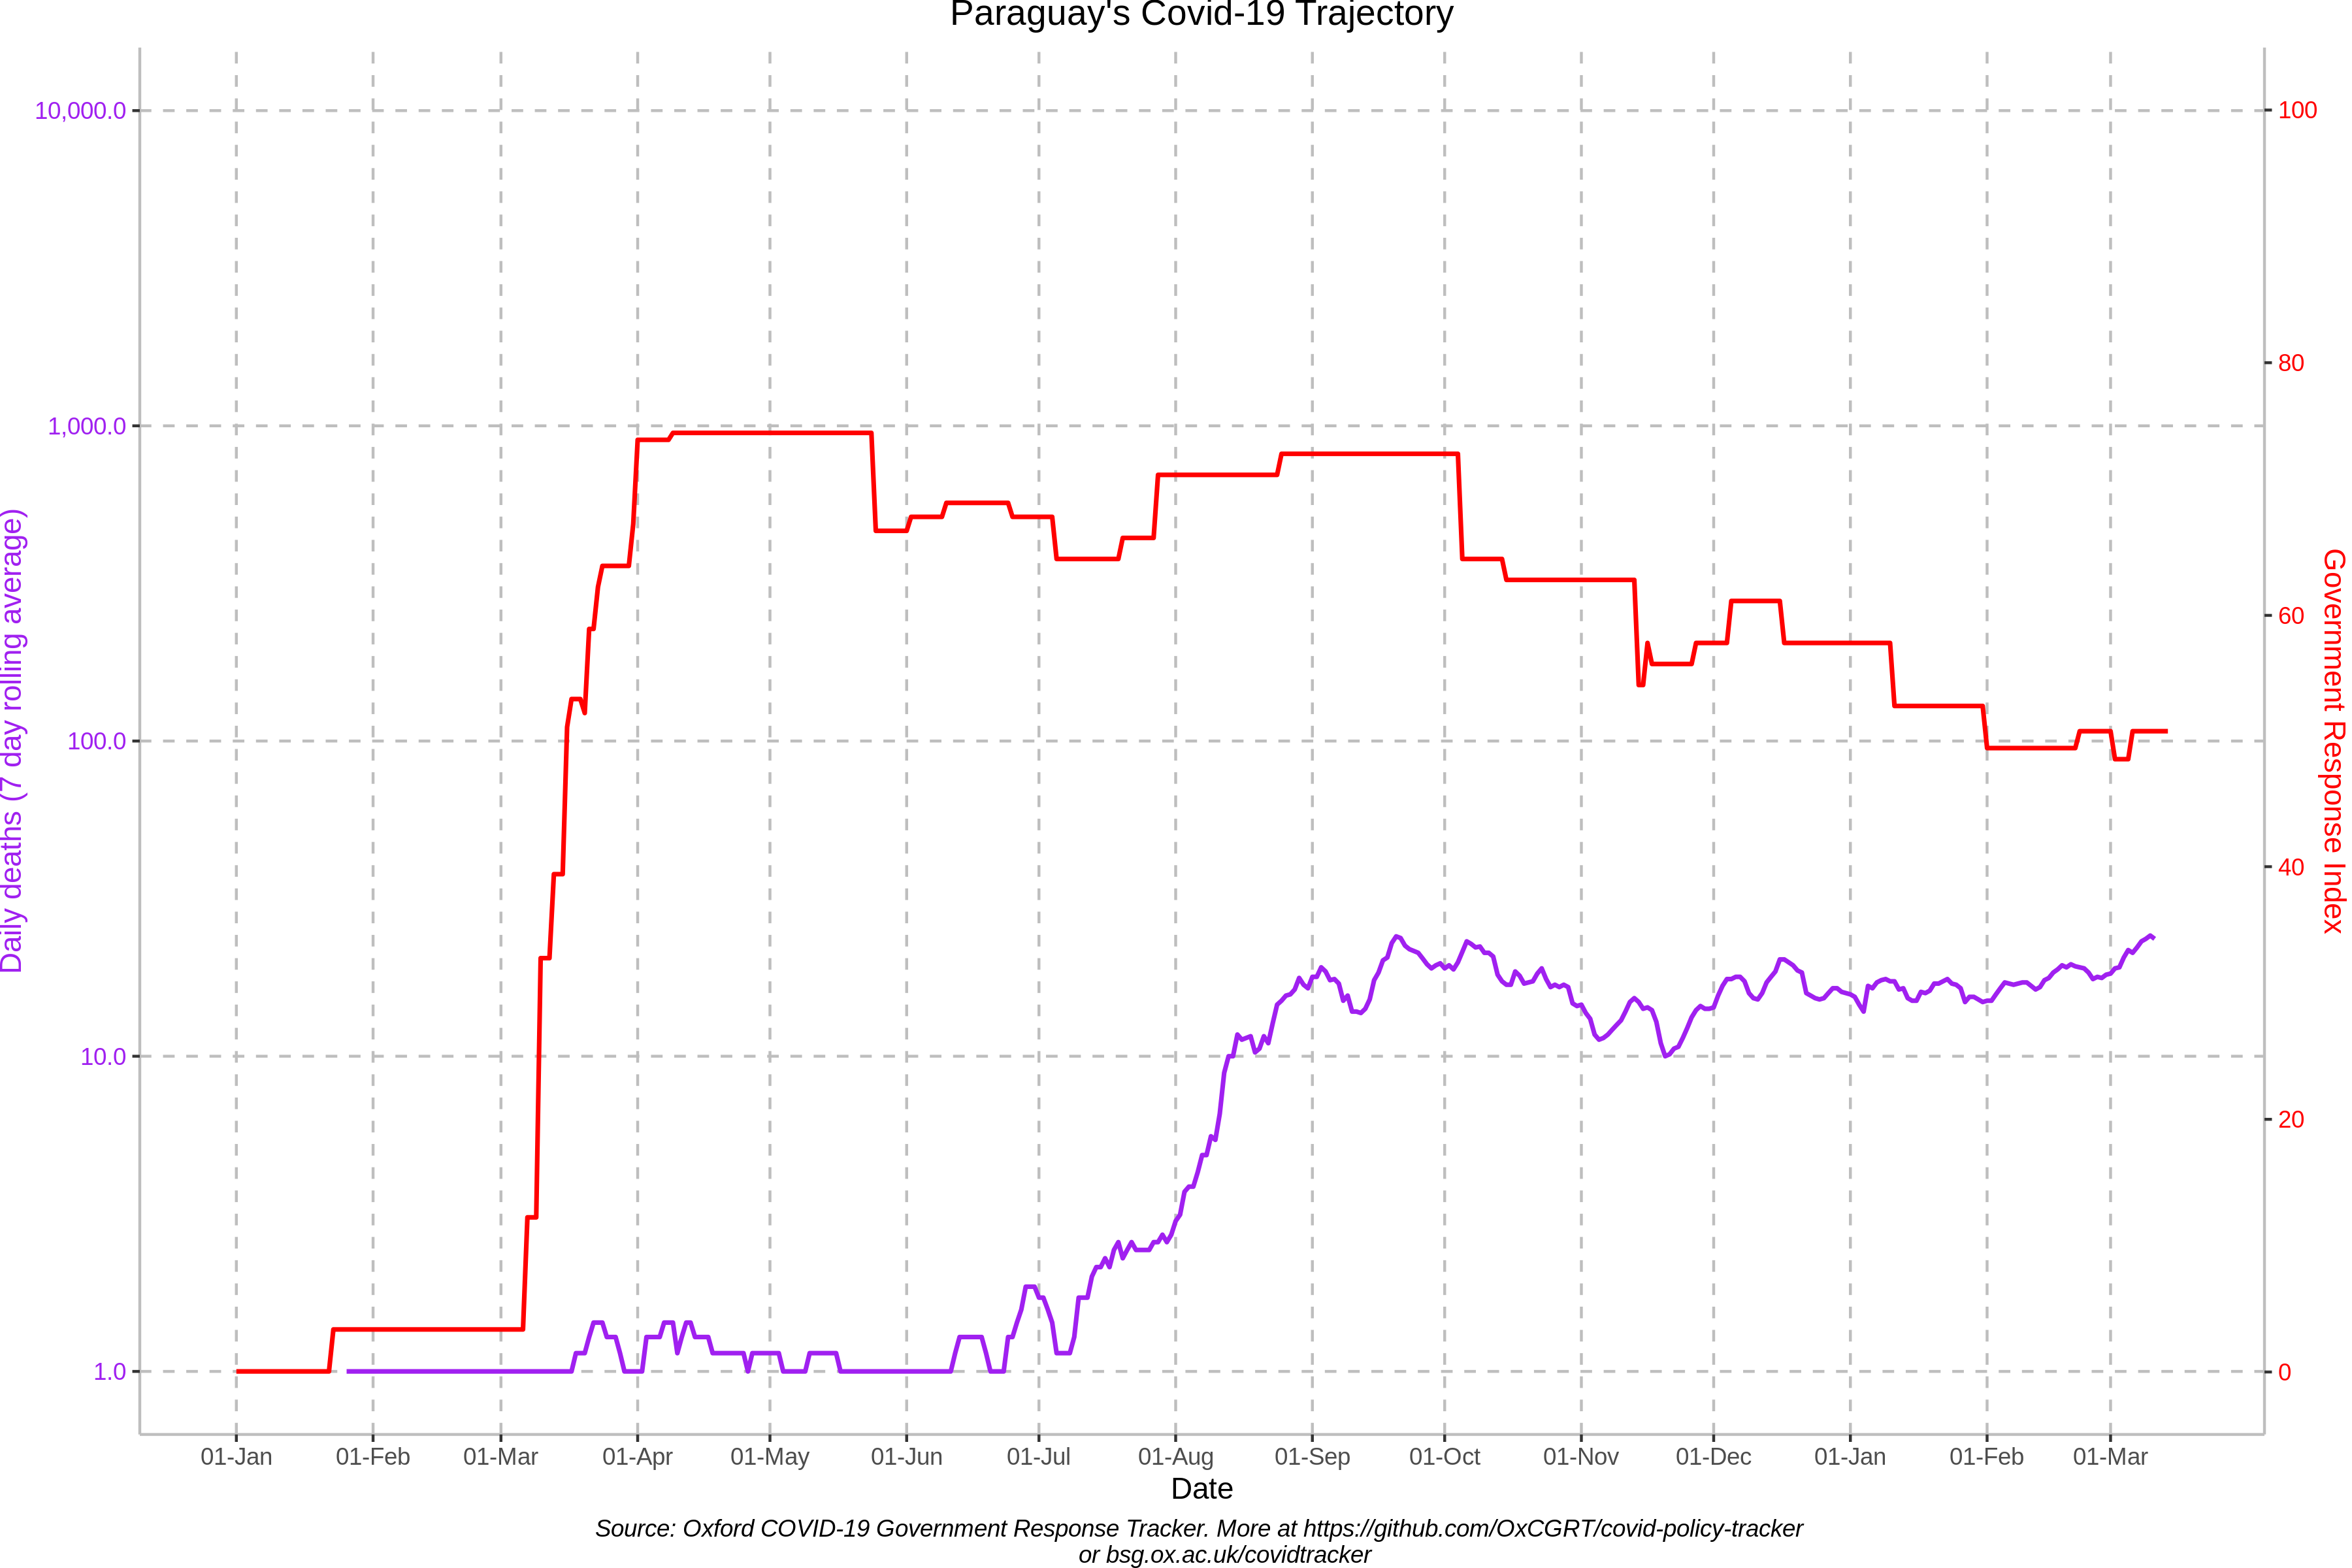 Paraguay's Covid-19 Trajectory
10,000.0
1,000.0
100.0
10.0
1.0
Daily deaths (7 day rolling average)
100
80
60
40
20
0
Government Response Index
01-Jan 01-Feb 01-Mar 01-Apr 01-May 01-Jun 01-Jul 01-Aug 01-Sep 01-Oct 01-Nov 01-Dec 01-Jan 01-Feb 01-Mar
Date
Source: Oxford COVID-19 Government Response Tracker. More at https://github.com/OxCGRT/covid-policy-tracker
or bsg.ox.ac.uk/covidtracker